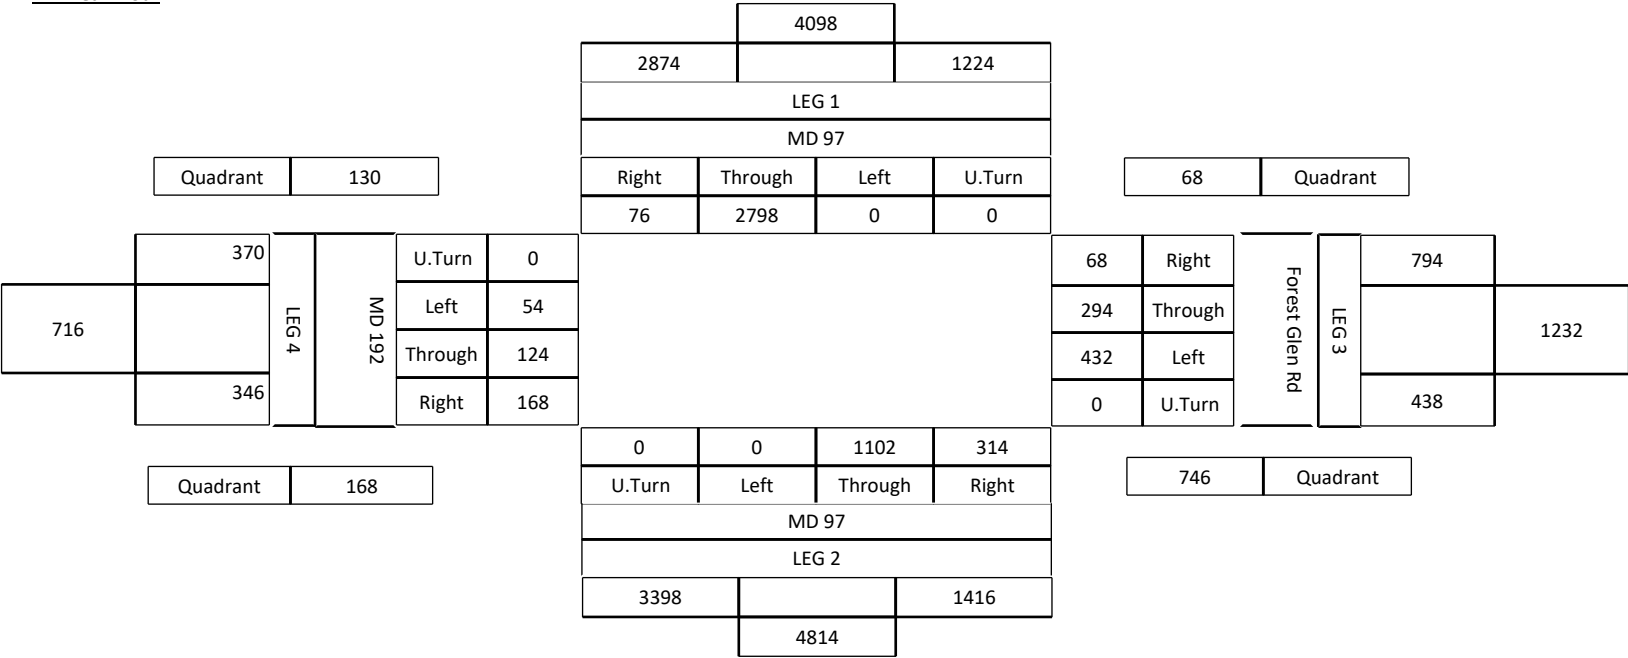 4098
2874 1224
LEG 1
MD 97
Quadrant 130
Right Through Left U.Turn
68 Quadrant
76 2798 0 0
370
716
346
LEG 4
MD 192
U.Turn 0
Left 54
Through 124
Right 168
68 Right
294 Through
432 Left
0 U.Turn
Forest Glen Rd
LEG 3
794
1232
438
0 0 1102 314
Quadrant 168
U.Turn Left Through Right
746 Quadrant
MD 97
LEG 2
3398 1416
4814